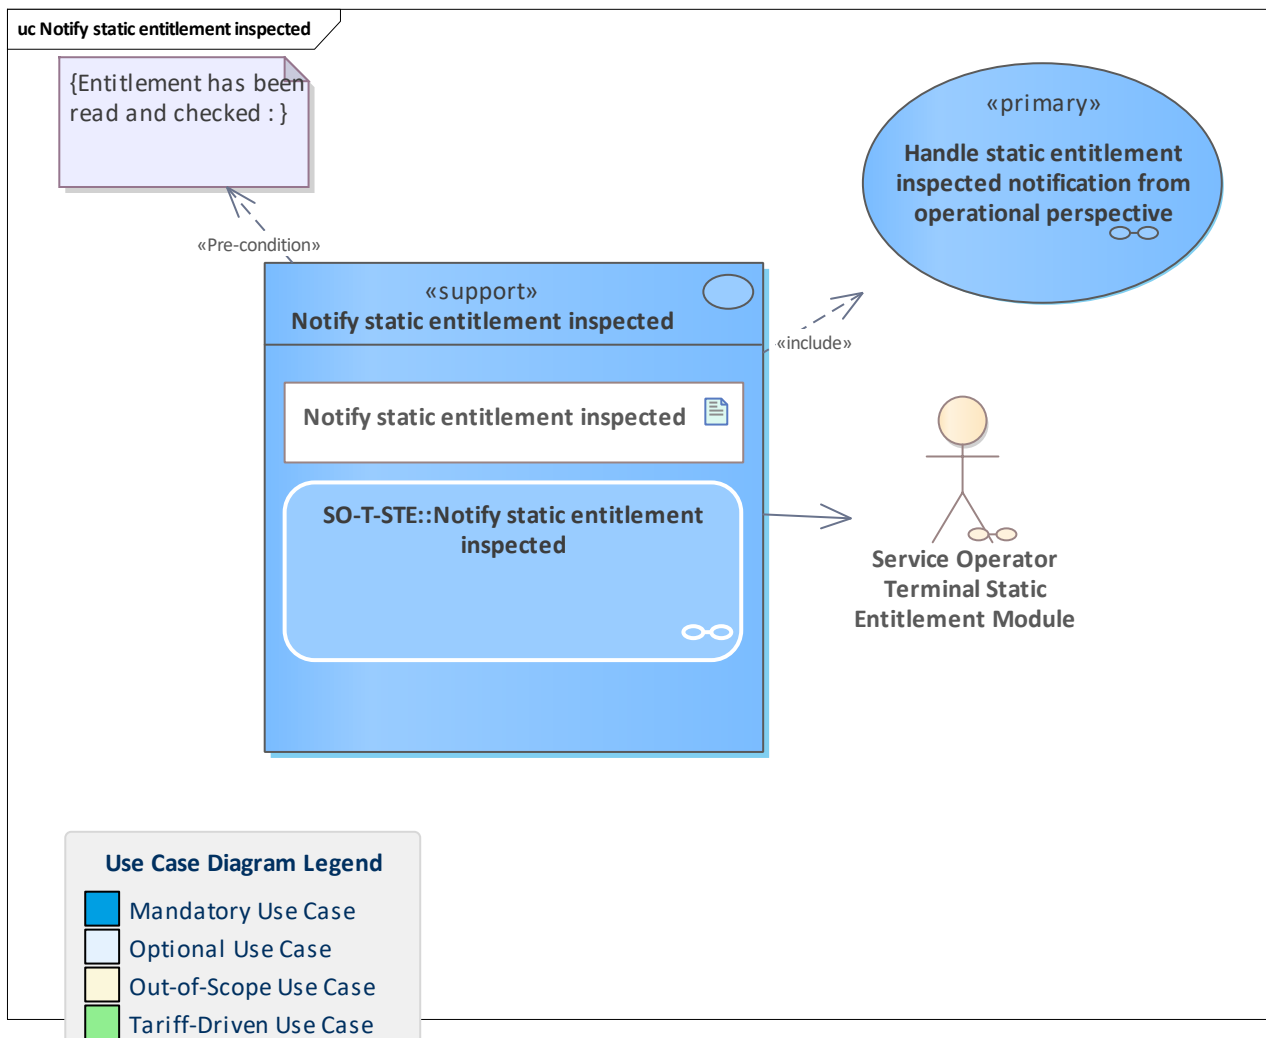 uc Notify static entitlement inspected
{Entitlement has been
read and checked : }
«primary»
Handle static entitlement
inspected notification from
operational perspective
«Pre-condition»
«support»
Notify static entitlement inspected
«include»
Notify static entitlement inspected
SO-T-STE::Notify static entitlement
inspected
Service Operator
Terminal Static
Entitlement Module
Use Case Diagram Legend
Mandatory Use Case
Optional Use Case
Out-of-Scope Use Case
Tariff-Driven Use Case